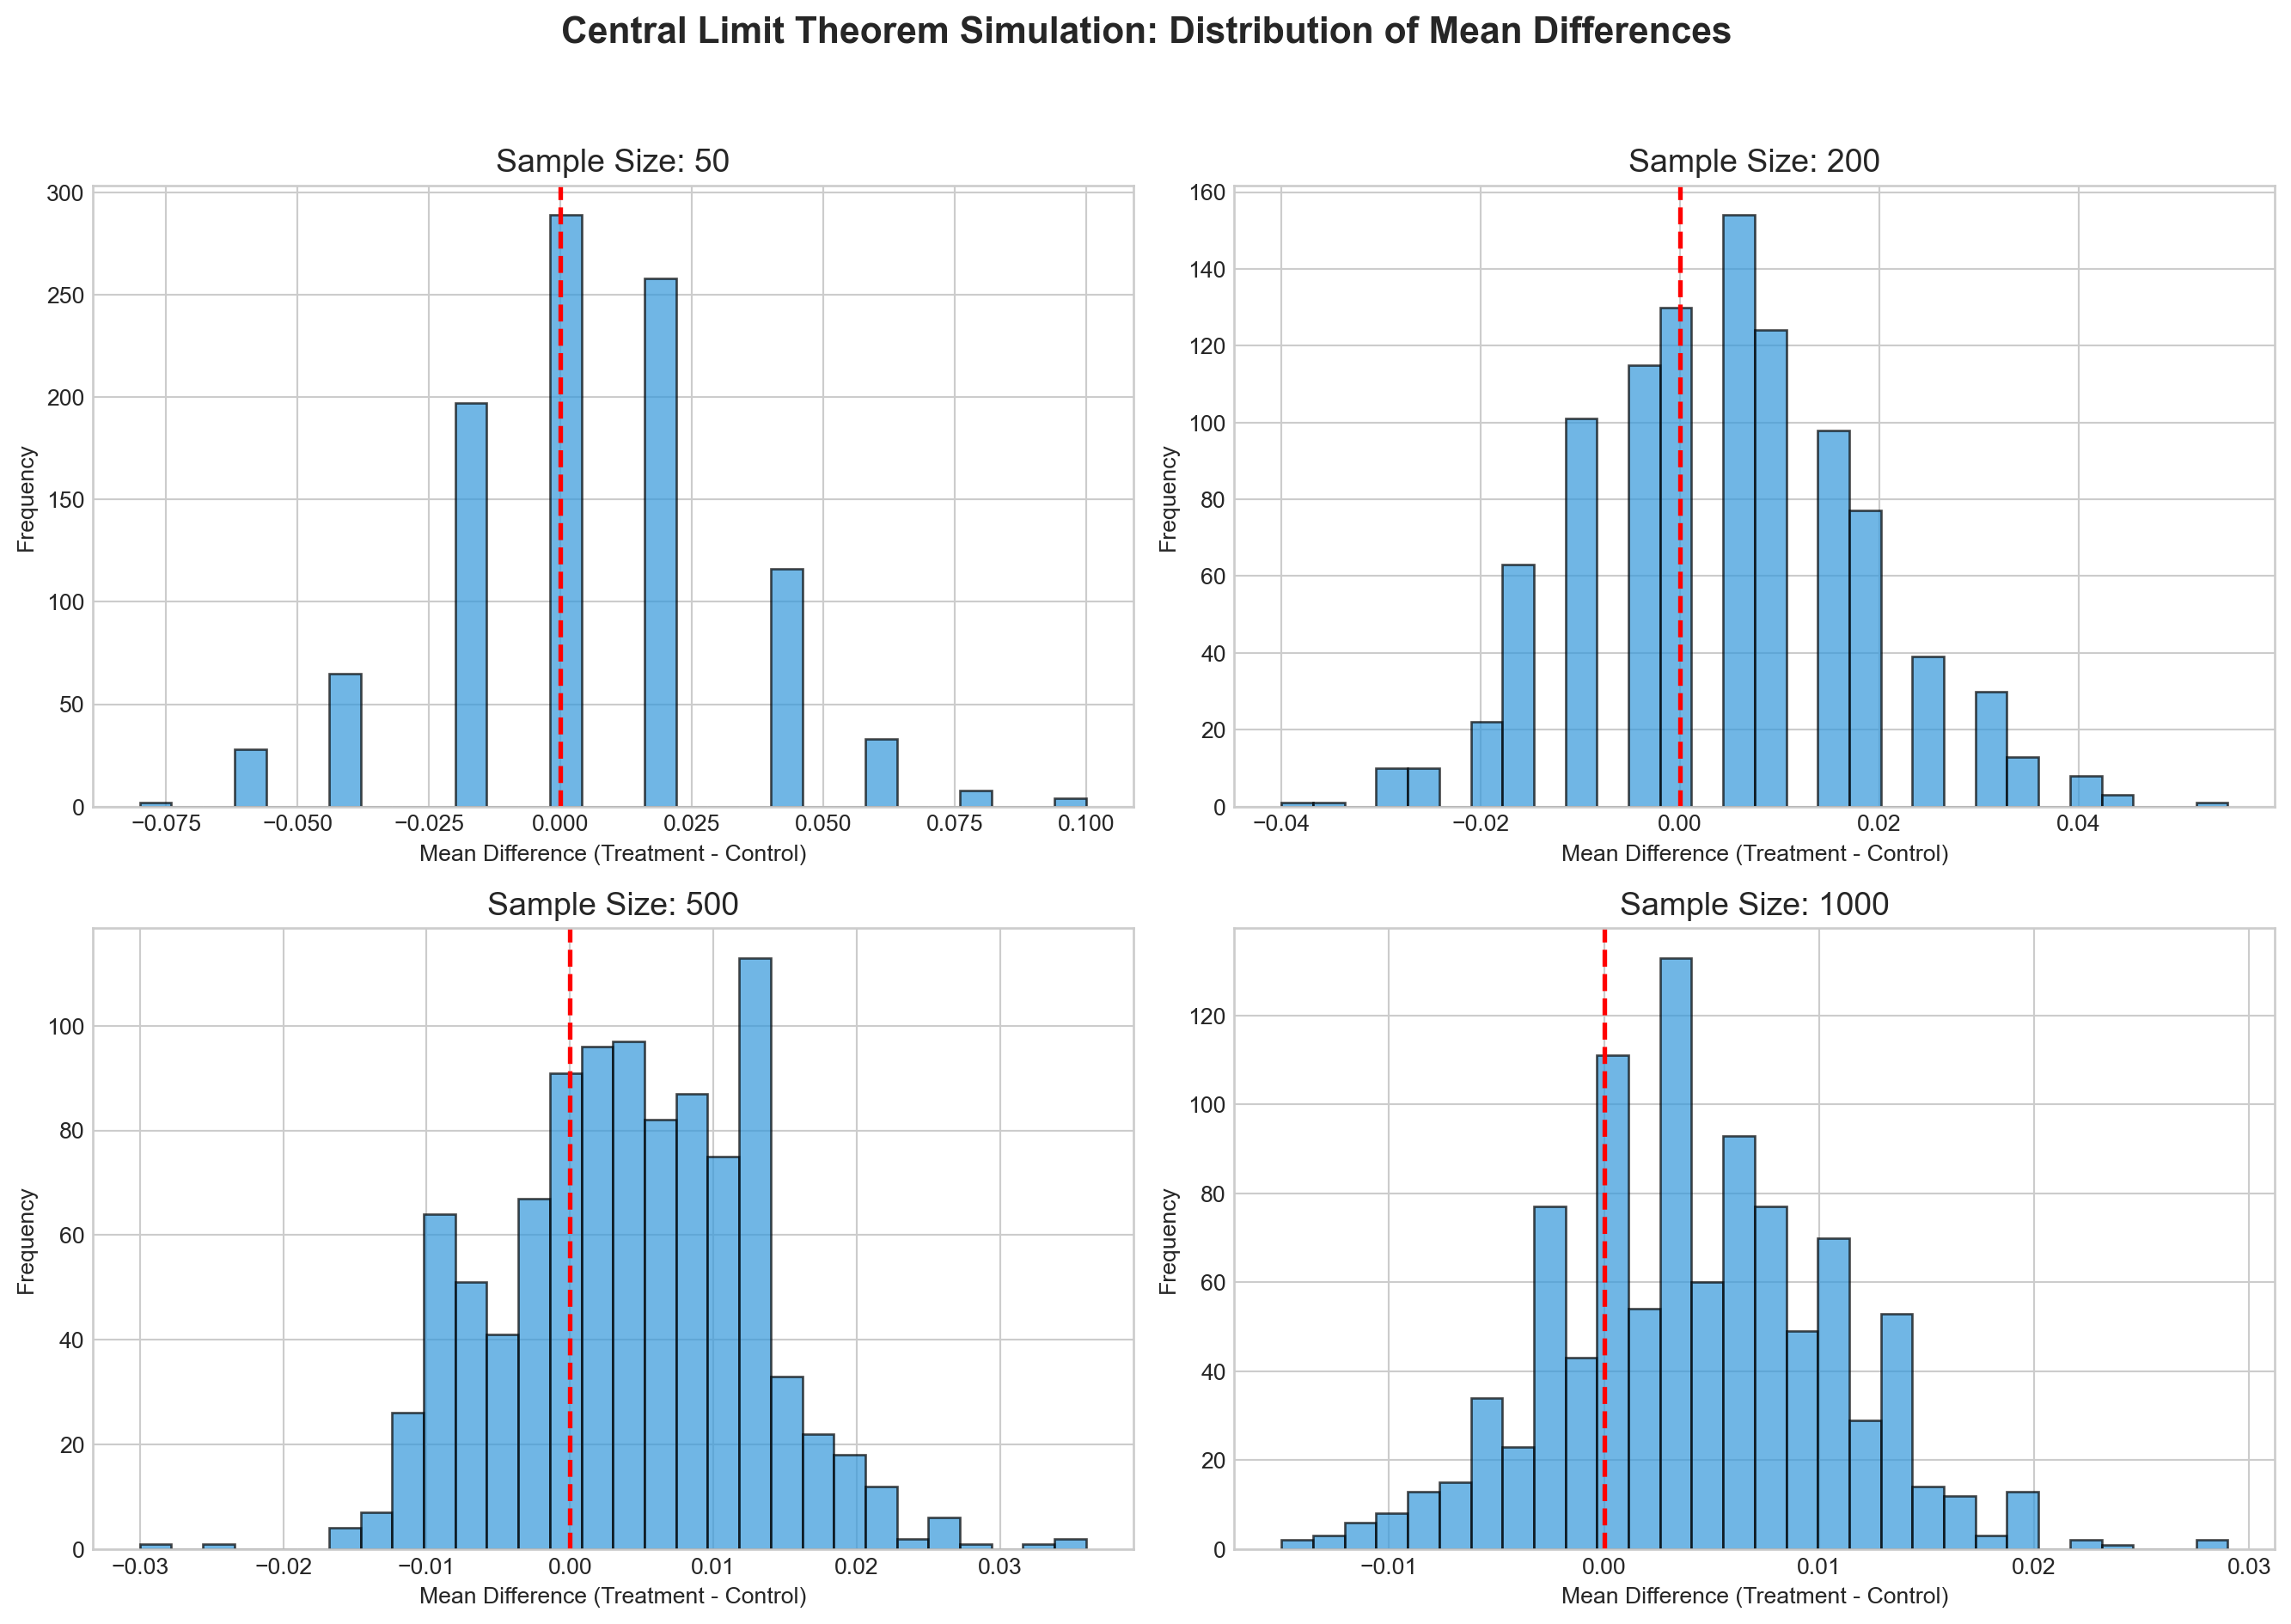 Central Limit Theorem Simulation: Distribution of Mean Differences
Sample Size: 50
300
250
200
150
100
50
0
Frequency
−0.075 −0.050 −0.025 0.000 0.025 0.050 0.075 0.100
Mean Difference (Treatment - Control)
Sample Size: 200
160
140
120
100
80
60
40
20
0
Frequency
−0.04 −0.02 0.00 0.02 0.04
Mean Difference (Treatment - Control)
Sample Size: 500
100
80
60
40
20
0
Frequency
−0.03 −0.02 −0.01 0.00 0.01 0.02 0.03
Mean Difference (Treatment - Control)
Sample Size: 1000
120
100
80
60
40
20
0
Frequency
−0.01 0.00 0.01 0.02 0.03
Mean Difference (Treatment - Control)